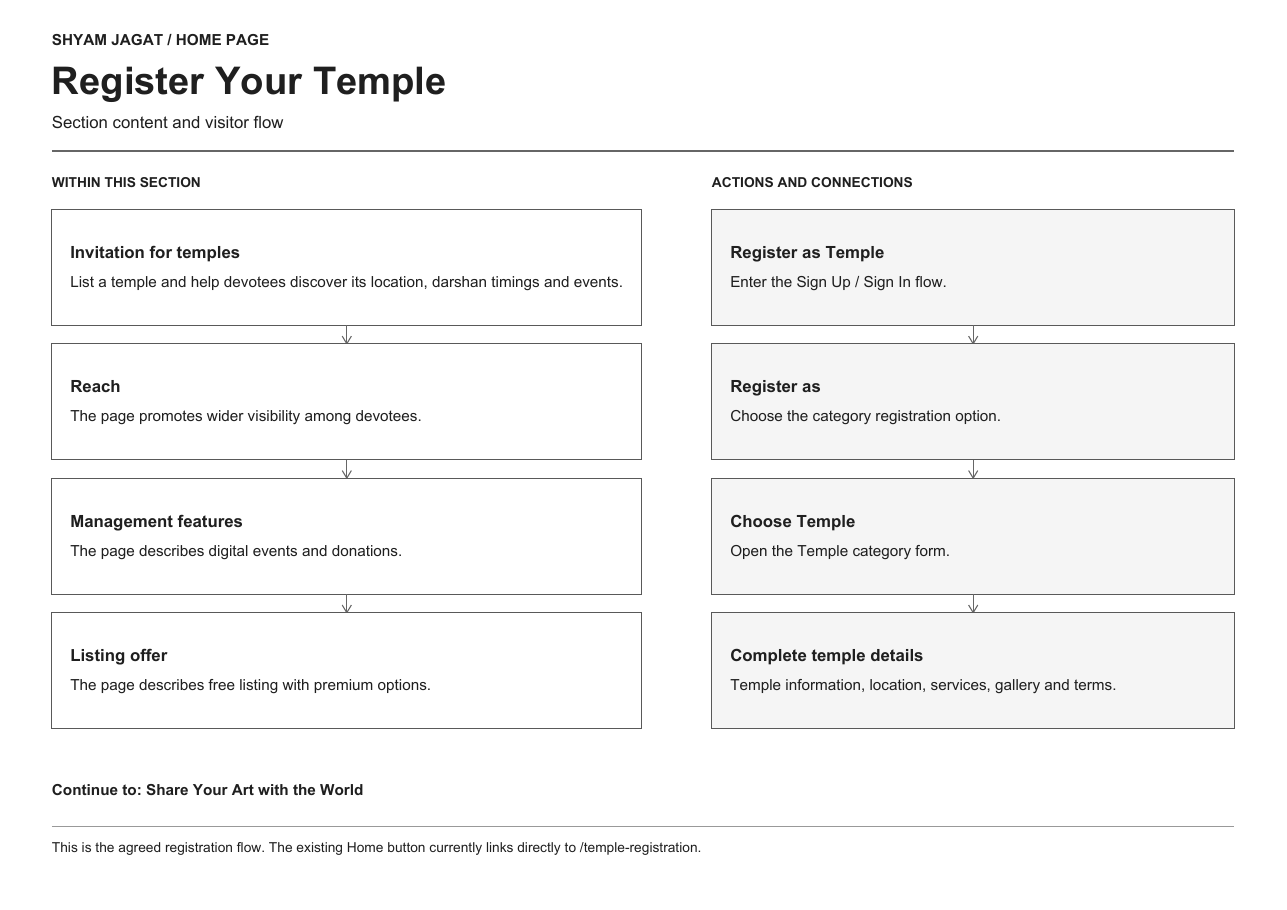 SHYAM JAGAT / HOME PAGE
Register Your Temple
Section content and visitor flow
WITHIN THIS SECTION
Invitation for temples
List a temple and help devotees discover its location, darshan timings and events.
Reach
The page promotes wider visibility among devotees.
Management features
The page describes digital events and donations.
Listing offer
The page describes free listing with premium options.
ACTIONS AND CONNECTIONS
Register as Temple
Enter the Sign Up / Sign In flow.
Register as
Choose the category registration option.
Choose Temple
Open the Temple category form.
Complete temple details
Temple information, location, services, gallery and terms.
Continue to: Share Your Art with the World
This is the agreed registration flow. The existing Home button currently links directly to /temple-registration.